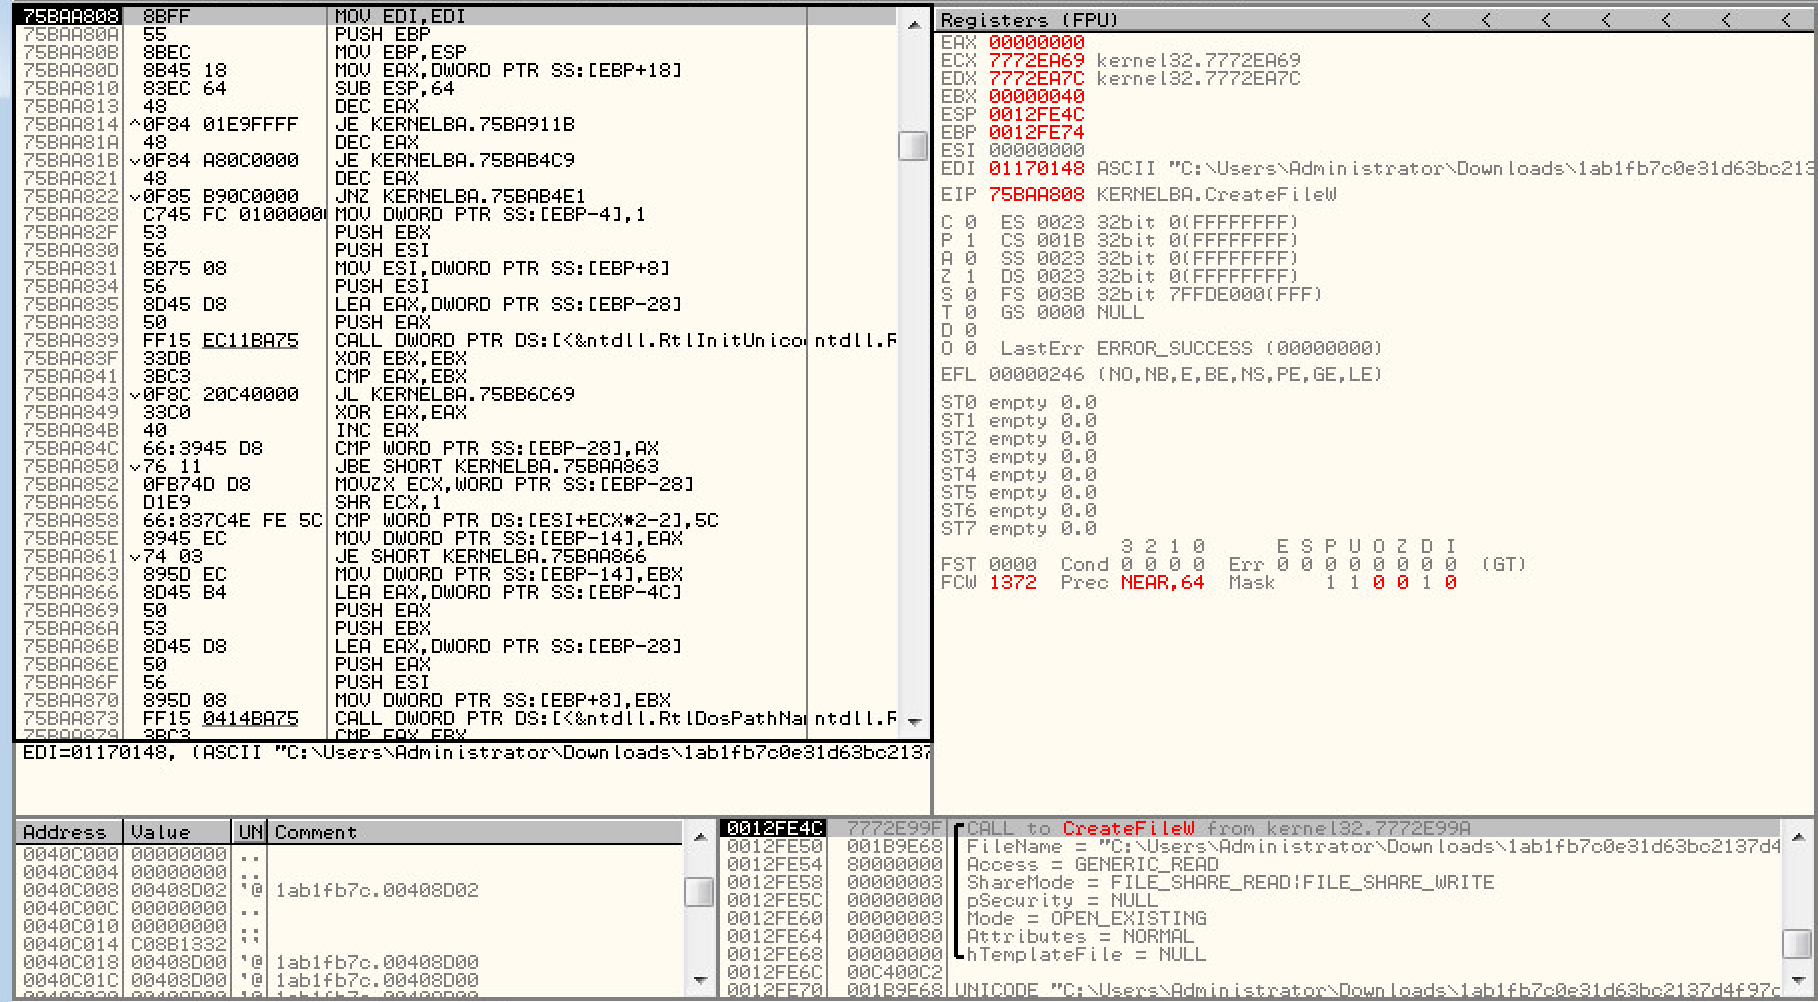 75BAA808 8BFF MOV EDI,EDI
75BAA80A 55 PUSH EBP
75BAA80B 8BEC MOV EBP,ESP
75BAA80D 8B45 18 MOV EAX,DWORD PTR SS:[EBP+18]
75BAA810 83EC 64 SUB ESP,64
75BAA813 48 DEC EAX
75BAA814 ^0F84 01E9FFFF JE KERNELBA.75BA911B
75BAA81A 48 DEC EAX
75BAA81B 0F84 A80C0000 JE KERNELBA.75BAB4C9
75BAA821 48 DEC EAX
75BAA822 0F85 B90C0000 JNZ KERNELBA.75BAB4E1
75BAA828 C745 FC 0100000 MOV DWORD PTR SS:[EBP-4],1
75BAA82F 53 PUSH EBX
75BAA830 56 PUSH ESI
75BAA831 8B75 08 MOV ESI,DWORD PTR SS:[EBP+8]
75BAA834 56 PUSH ESI
75BAA835 8D45 D8 LEA EAX,DWORD PTR SS:[EBP-28]
75BAA838 50 PUSH EAX
75BAA839 FF15 EC11BA75 CALL DWORD PTR DS:[<&ntdll.RtlInitUnico ntdll.R
75BAA83F 33DB XOR EBX,EBX
75BAA841 3BC3 CMP EAX,EBX
75BAA843 0F8C 20C40000 JL KERNELBA.75BB6C69
75BAA849 33C0 XOR EAX,EAX
75BAA84B 40 INC EAX
75BAA84C 66:3945 D8 CMP WORD PTR SS:[EBP-28],AX
75BAA850 76 11 JBE SHORT KERNELBA.75BAA863
75BAA852 0FB74D D8 MOVZX ECX,WORD PTR SS:[EBP-28]
75BAA856 D1E9 SHR ECX,1
75BAA858 66:837C4E FE 5C CMP WORD PTR DS:[ESI+ECX*2-2],5C
75BAA85E 8945 EC MOV DWORD PTR SS:[EBP-14],EAX
75BAA861 74 03 JE SHORT KERNELBA.75BAA866
75BAA863 895D EC MOV DWORD PTR SS:[EBP-14],EBX
75BAA866 8D45 B4 LEA EAX,DWORD PTR SS:[EBP-4C]
75BAA869 50 PUSH EAX
75BAA86A 53 PUSH EBX
75BAA86B 8D45 D8 LEA EAX,DWORD PTR SS:[EBP-28]
75BAA86E 50 PUSH EAX
75BAA86F 56 PUSH ESI
75BAA870 895D 08 MOV DWORD PTR SS:[EBP+8],EBX
75BAA873 FF15 0414BA75 CALL DWORD PTR DS:[<&ntdll.RtlDosPathNa ntdll.R
75BAA879 3BC3 CMP EAX,EBX
EDI=01170148, (ASCII "C:\Users\Administrator\Downloads\1ab1fb7c0e31d63bc2137
Registers (FPU) < < < < < < <
EAX 00000000
ECX 7772EA69 kernel32.7772EA69
EDX 7772EA7C kernel32.7772EA7C
EBX 00000040
ESP 0012FE4C
EBP 0012FE74
ESI 00000000
EDI 01170148 ASCII "C:\Users\Administrator\Downloads\1ab1fb7c0e31d63bc213
EIP 75BAA808 KERNELBA.CreateFileW
C 0 ES 0023 32bit 0(FFFFFFFF)
P 1 CS 001B 32bit 0(FFFFFFFF)
A 0 SS 0023 32bit 0(FFFFFFFF)
Z 1 DS 0023 32bit 0(FFFFFFFF)
S 0 FS 003B 32bit 7FFDE000(FFF)
T 0 GS 0000 NULL
D 0
O 0 LastErr ERROR_SUCCESS (00000000)
EFL 00000246 (NO,NB,E,BE,NS,PE,GE,LE)
ST0 empty 0.0
ST1 empty 0.0
ST2 empty 0.0
ST3 empty 0.0
ST4 empty 0.0
ST5 empty 0.0
ST6 empty 0.0
ST7 empty 0.0
3 2 1 0 E S P U O Z D I
FST 0000 Cond 0 0 0 0 Err 0 0 0 0 0 0 0 0 (GT)
FCW 1372 Prec NEAR,64 Mask 1 1 0 0 1 0
Address Value UN Comment
0040C000 00000000 ..
0040C004 00000000 ..
0040C008 00408D02 '@ 1ab1fb7c.00408D02
0040C00C 00000000 ..
0040C010 00000000 ..
0040C014 C08B1332 ::
0040C018 00408D00 '@ 1ab1fb7c.00408D00
0040C01C 00408D00 '@ 1ab1fb7c.00408D00
0012FE4C 7772E99F CALL to CreateFileW from kernel32.7772E99A
0012FE50 001B9E68 FileName = "C:\Users\Administrator\Downloads\1ab1fb7c0e31d63bc2137d4
0012FE54 80000000 Access = GENERIC_READ
0012FE58 00000003 ShareMode = FILE_SHARE_READ|FILE_SHARE_WRITE
0012FE5C 00000000 pSecurity = NULL
0012FE60 00000003 Mode = OPEN_EXISTING
0012FE64 00000080 Attributes = NORMAL
0012FE68 00000000 hTemplateFile = NULL
0012FE6C 00C400C2
0012FE70 001B9E68 UNICODE "C:\Users\Administrator\Downloads\1ab1fb7c0e31d63bc2137d4f97c